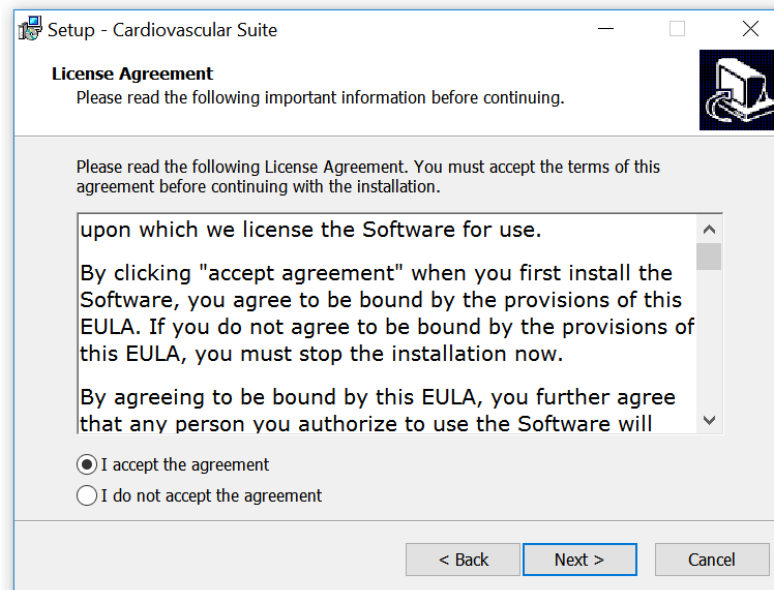 Setup - Cardiovascular Suite
License Agreement
Please read the following important information before continuing.
Please read the following License Agreement. You must accept the terms of this
agreement before continuing with the installation.
upon which we license the Software for use.
By clicking "accept agreement" when you first install the
Software, you agree to be bound by the provisions of this
EULA. If you do not agree to be bound by the provisions of
this EULA, you must stop the installation now.
By agreeing to be bound by this EULA, you further agree
that any person you authorize to use the Software will
I accept the agreement
I do not accept the agreement
< Back
Next >
Cancel